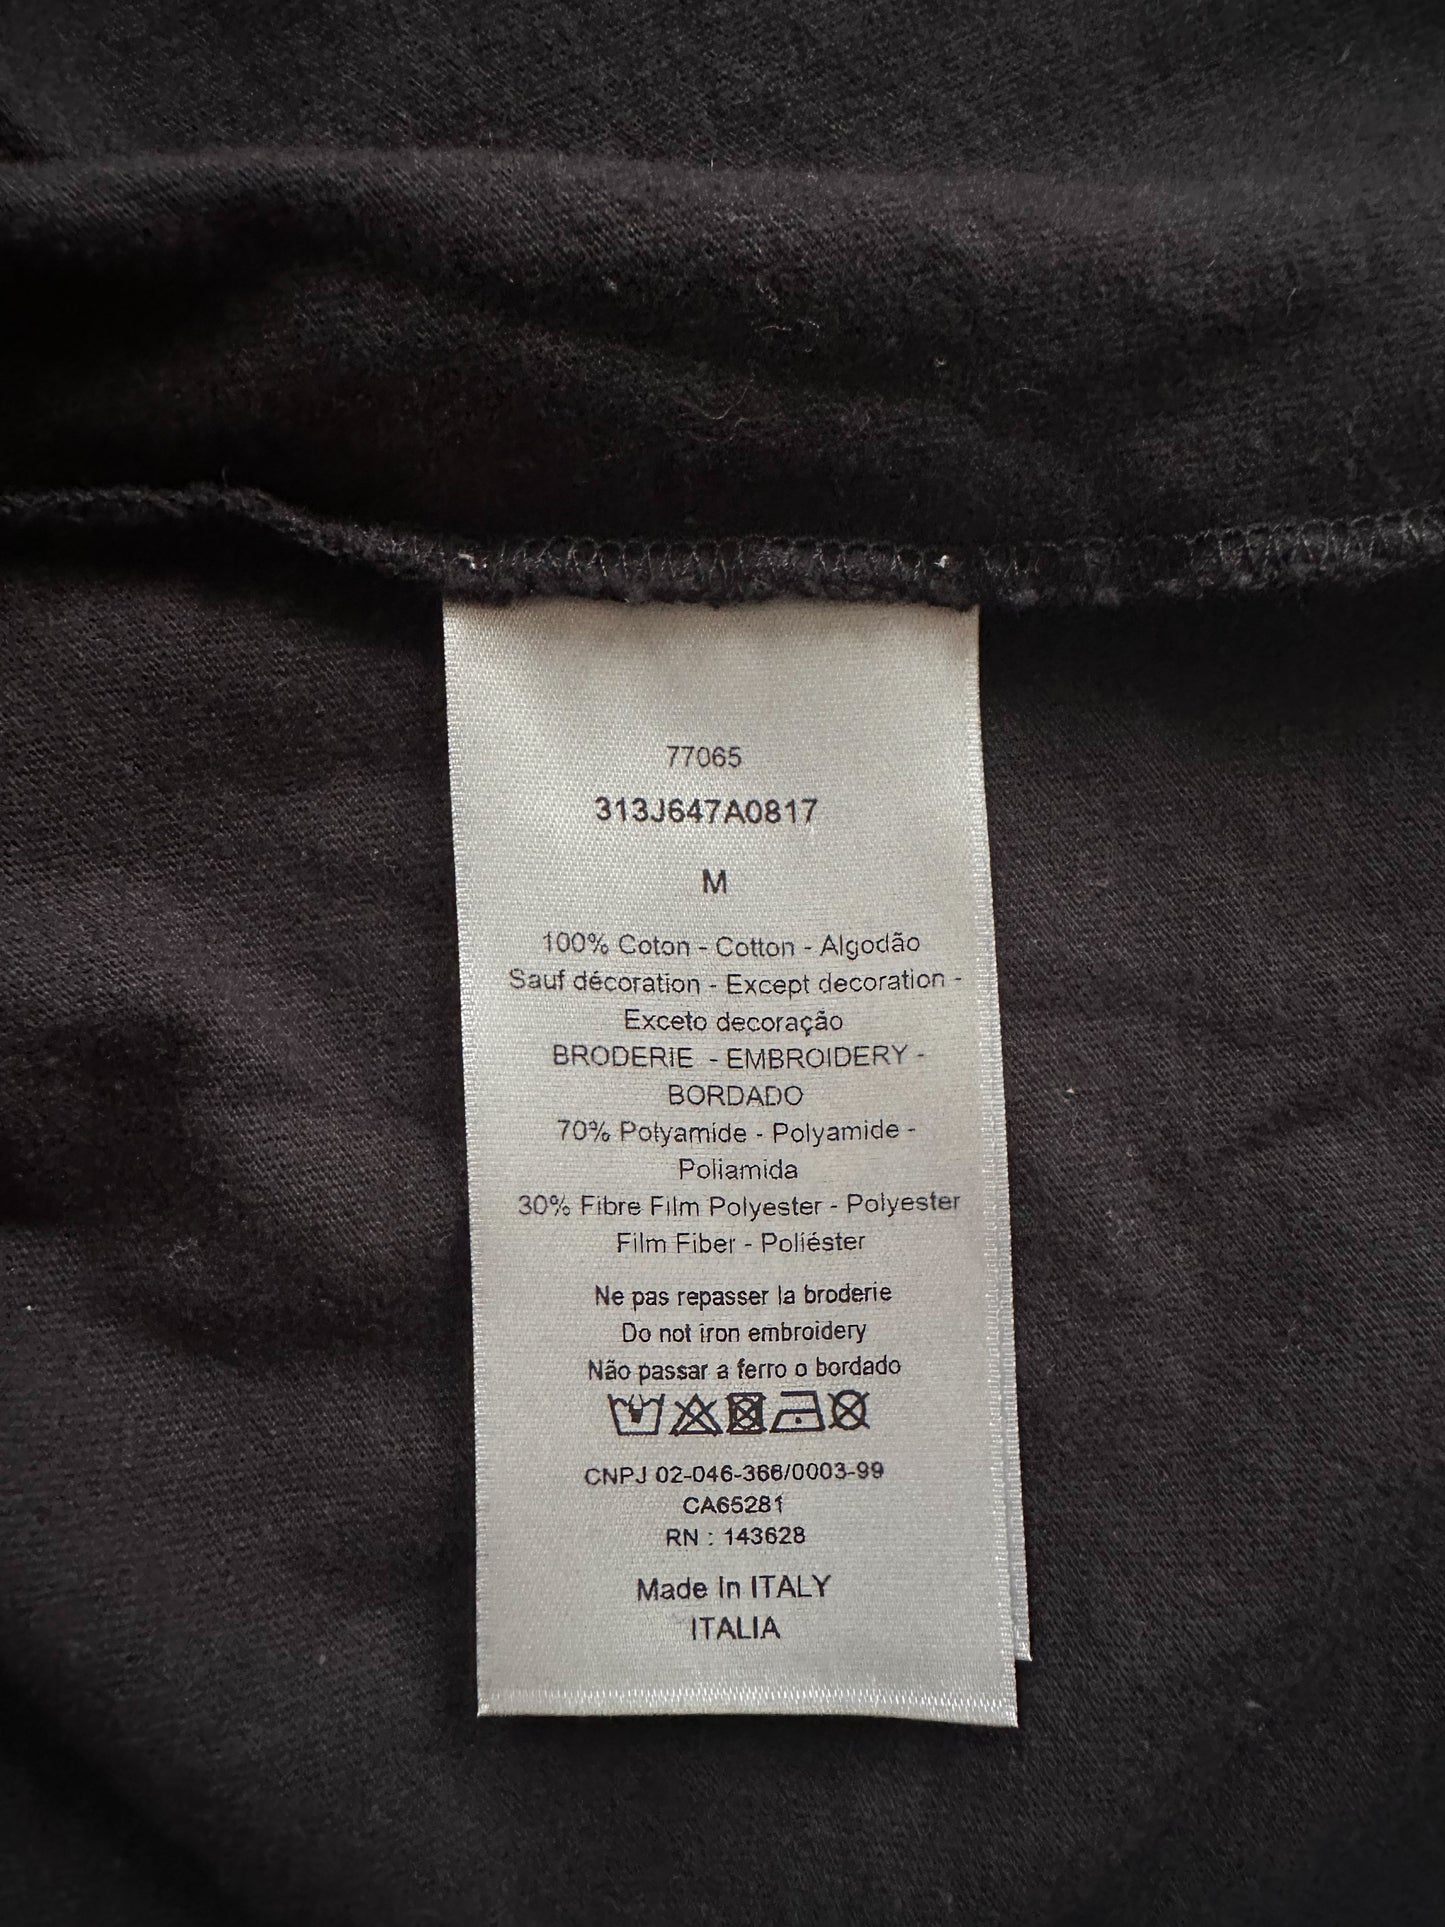 77065
313J647A0817
M
100% Coton - Cotton - Algodão
Sauf décoration - Except decoration -
Exceto decoração
BRODERIE - EMBROIDERY -
BORDADO
70% Polyamide - Polyamide -
Poliamida
30% Fibre Film Polyester - Polyester
Film Fiber - Poliéster
Ne pas repasser la broderie
Do not iron embroidery
Não passar a ferro o bordado
CNPJ 02-046-366/0003-99
CA65281
RN : 143628
Made in ITALY
ITALIA